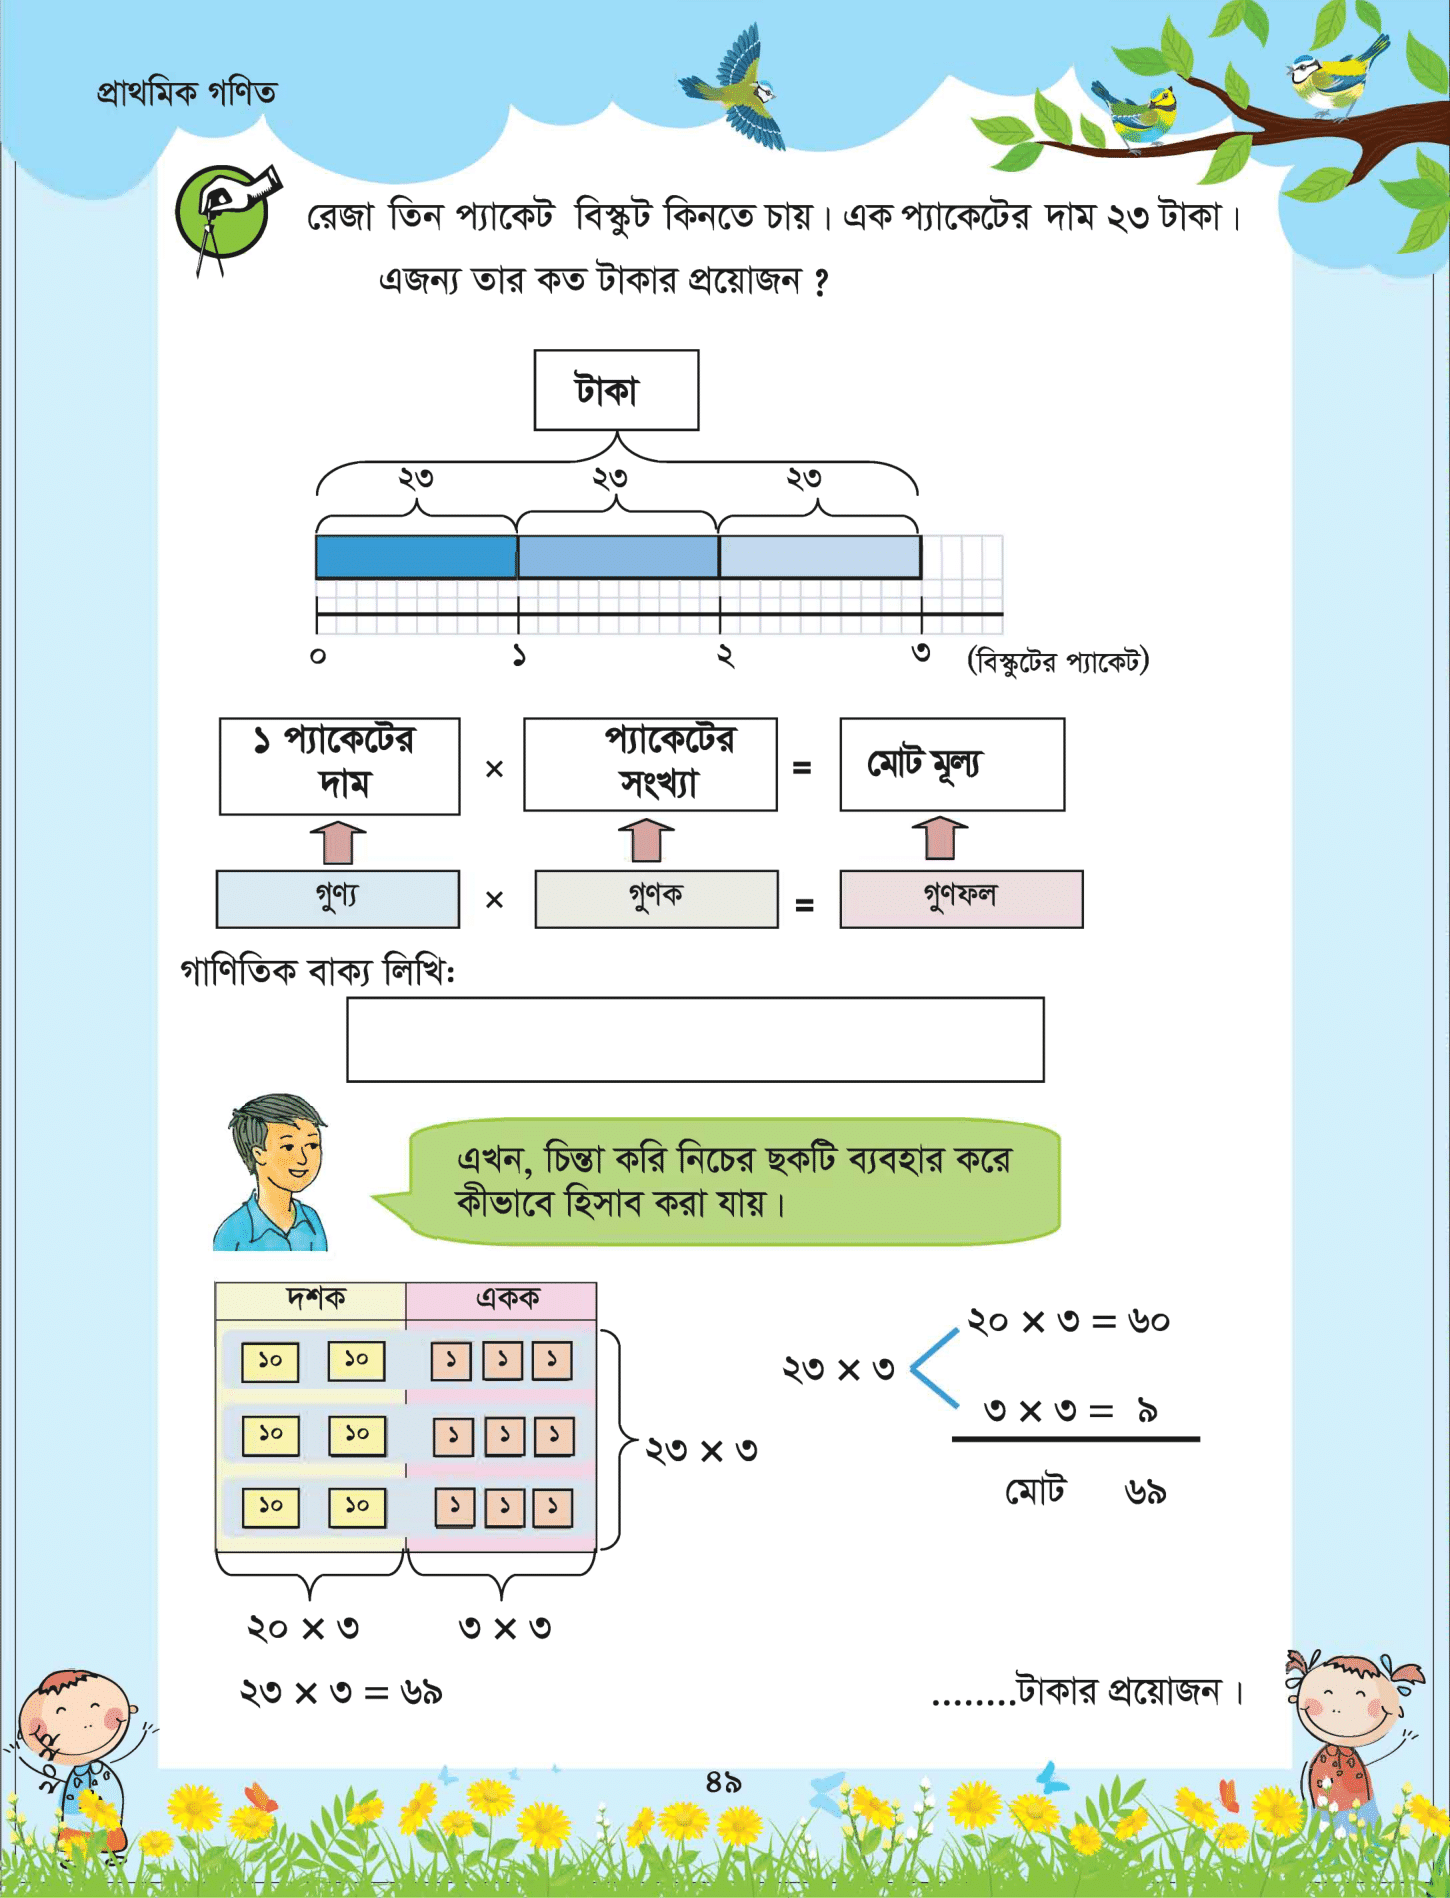 প্রাথমিক গণিত
রেজা তিন প্যাকেট বিস্কুট কিনতে চায়। এক প্যাকেটের দাম ২৩ টাকা।
এজন্য তার কত টাকার প্রয়োজন ?
টাকা
২৩ ২৩ ২৩
০ ১ ২ ৩ (বিস্কুটের প্যাকেট)
১ প্যাকেটের দাম × প্যাকেটের সংখ্যা = মোট মূল্য
গুণ্য × গুণক = গুণফল
গাণিতিক বাক্য লিখি:
এখন, চিন্তা করি নিচের ছকটি ব্যবহার করে
কীভাবে হিসাব করা যায়।
দশক একক
১০ ১০ ১ ১ ১
১০ ১০ ১ ১ ১
১০ ১০ ১ ১ ১
২৩ × ৩
২০ × ৩ ৩ × ৩
২৩ × ৩ = ৬৯
২৩ × ৩
২০ × ৩ = ৬০
৩ × ৩ = ৯
মোট ৬৯
........টাকার প্রয়োজন।
৪৯